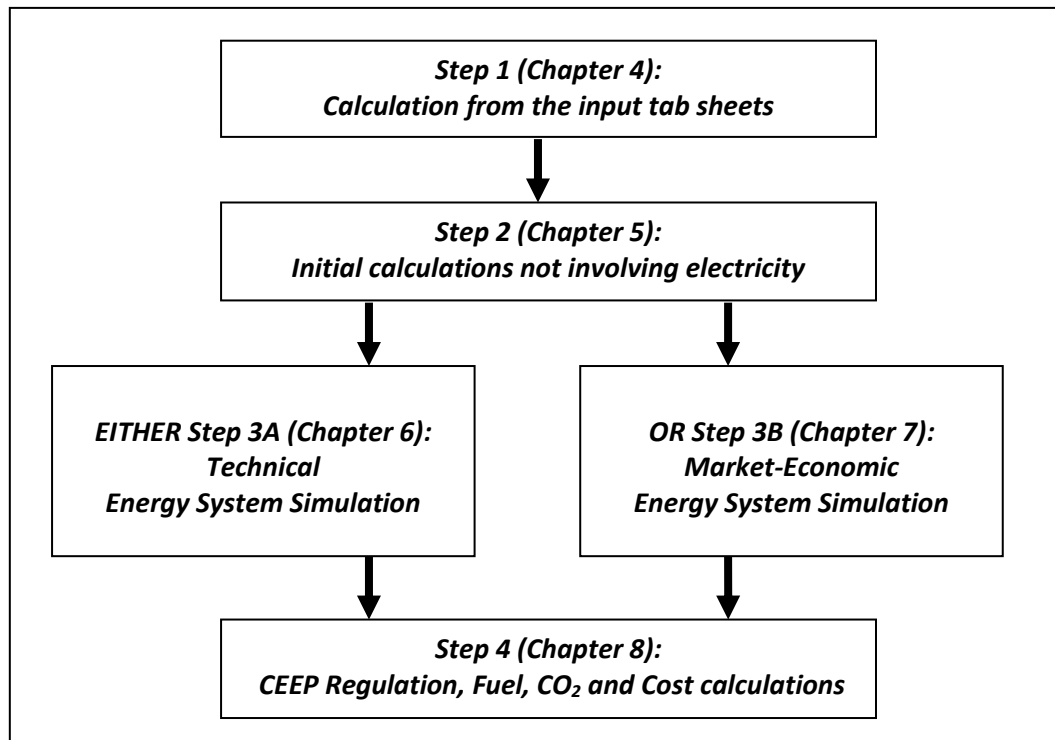 Step 1 (Chapter 4):
Calculation from the input tab sheets
Step 2 (Chapter 5):
Initial calculations not involving electricity
EITHER Step 3A (Chapter 6):
Technical
Energy System Simulation
OR Step 3B (Chapter 7):
Market-Economic
Energy System Simulation
Step 4 (Chapter 8):
CEEP Regulation, Fuel, CO₂ and Cost calculations